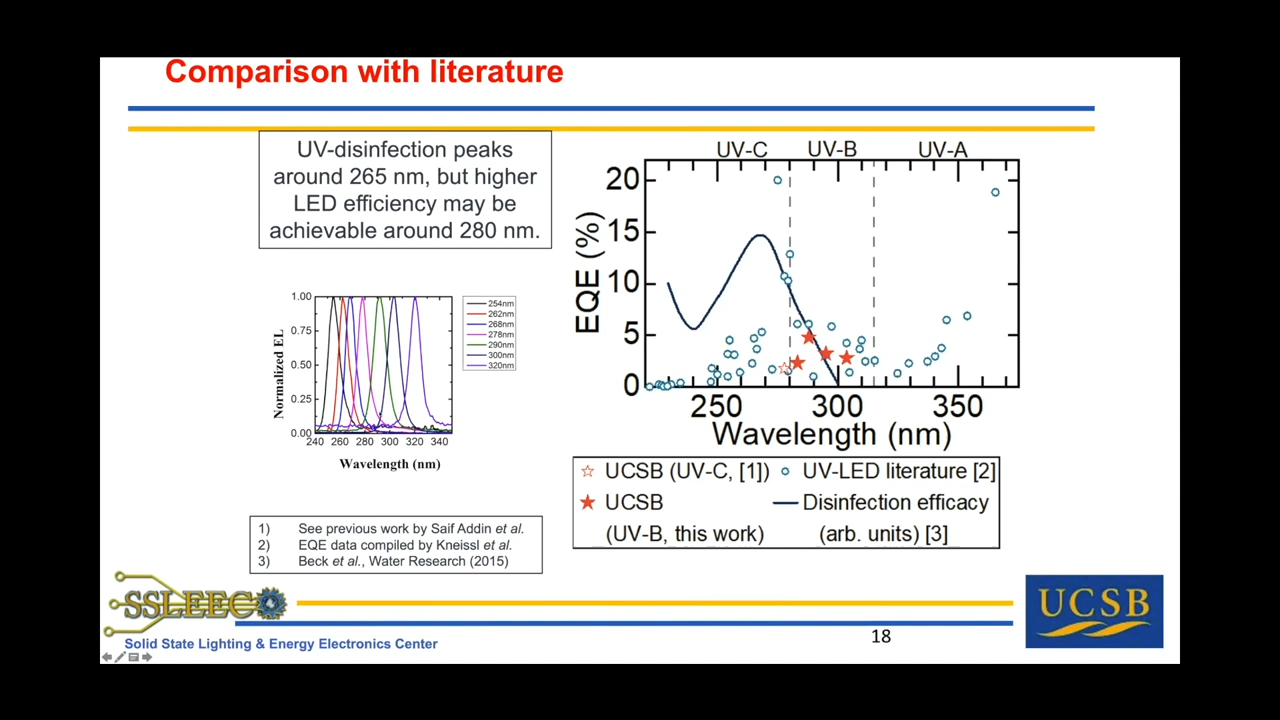 Comparison with literature
UV-disinfection peaks
around 265 nm, but higher
LED efficiency may be
achievable around 280 nm.
1.00
0.75
0.50
0.25
0.00
Normalized EL
240 260 280 300 320 340
Wavelength (nm)
254nm
262nm
268nm
278nm
290nm
300nm
320nm
UV-C UV-B UV-A
20
15
10
5
0
EQE (%)
250 300 350
Wavelength (nm)
UCSB (UV-C, [1]) UV-LED literature [2]
UCSB Disinfection efficacy
(UV-B, this work) (arb. units) [3]
1) See previous work by Saif Addin et al.
2) EQE data compiled by Kneissl et al.
3) Beck et al., Water Research (2015)
SSLEEC
Solid State Lighting & Energy Electronics Center
18
UCSB